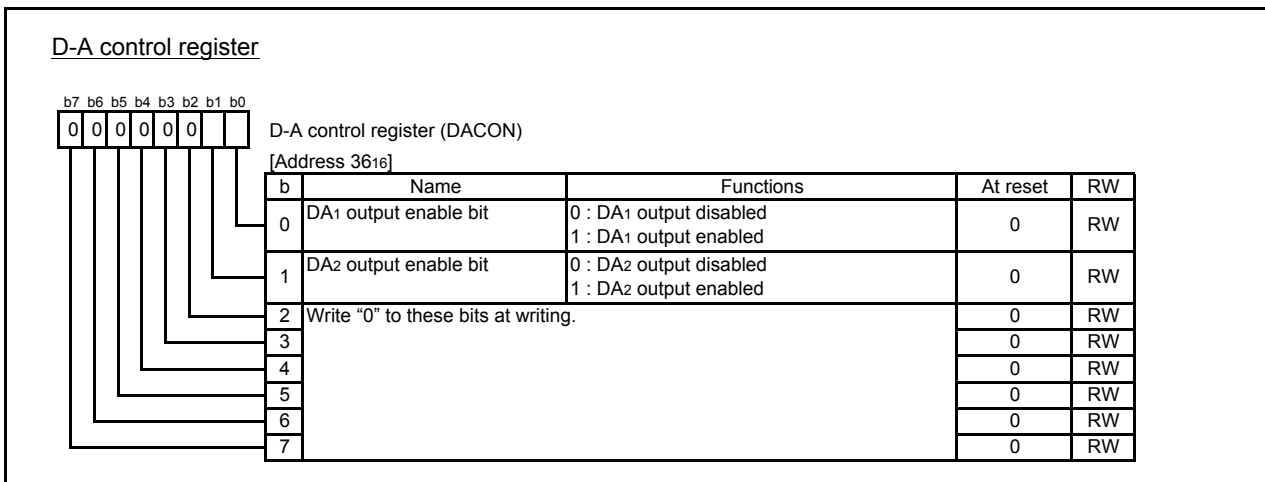 D-A control register
b7 b6 b5 b4 b3 b2 b1 b0
0 0 0 0 0 0
D-A control register (DACON)
[Address 3616]
b Name Functions At reset RW
0 DA1 output enable bit 0 : DA1 output disabled 0 RW
1 : DA1 output enabled
1 DA2 output enable bit 0 : DA2 output disabled 0 RW
1 : DA2 output enabled
2 Write “0” to these bits at writing. 0 RW
3 0 RW
4 0 RW
5 0 RW
6 0 RW
7 0 RW